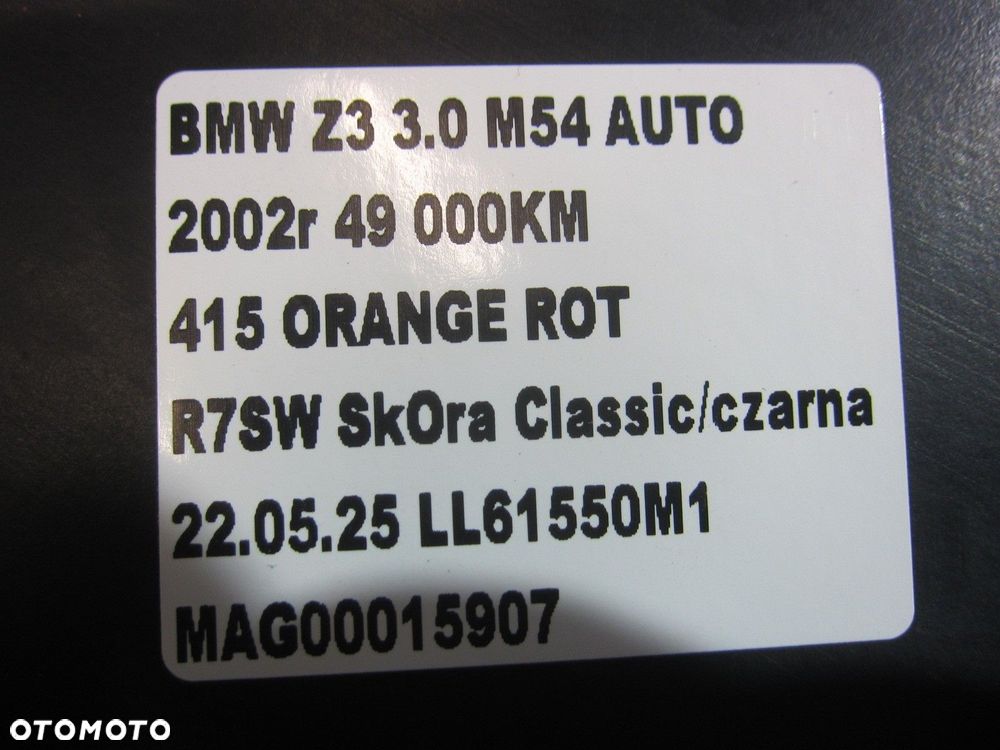 BMW Z3 3.0 M54 AUTO
2002r 49 000KM
415 ORANGE ROT
R7SW SkOra Classic/czarna
22.05.25 LL61550M1
MAG00015907
OTOMOTO